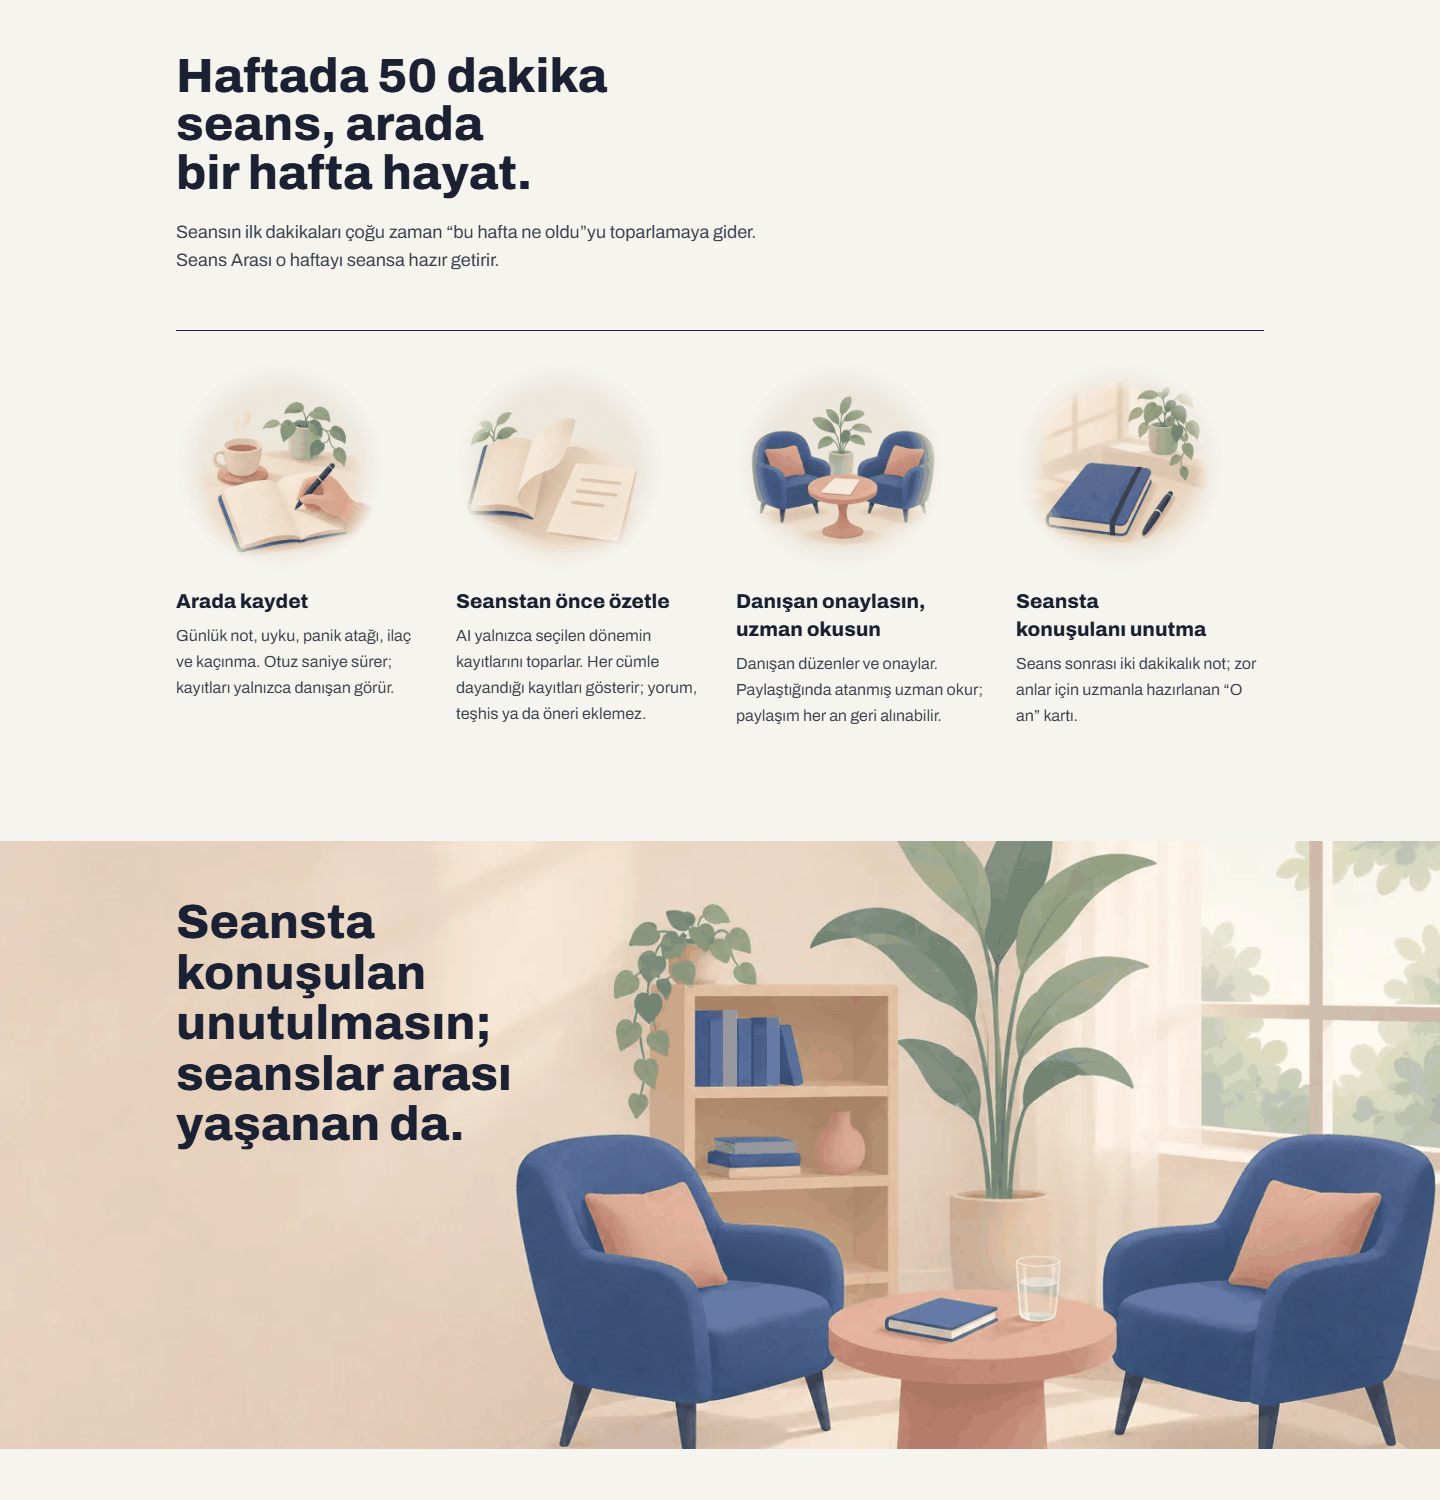 Haftada 50 dakika
seans, arada
bir hafta hayat.
Seansın ilk dakikaları çoğu zaman “bu hafta ne oldu”yu toparlamaya gider.
Seans Arası o haftayı seansa hazır getirir.
Arada kaydet
Günlük not, uyku, panik atağı, ilaç
ve kaçınma. Otuz saniye sürer;
kayıtları yalnızca danışan görür.
Seanstan önce özetle
AI yalnızca seçilen dönemin
kayıtlarını toparlar. Her cümle
dayandığı kayıtları gösterir; yorum,
teşhis ya da öneri eklemez.
Danışan onaylasın,
uzman okusun
Danışan düzenler ve onaylar.
Paylaştığında atanmış uzman okur;
paylaşım her an geri alınabilir.
Seansta
konuşulanı unutma
Seans sonrası iki dakikalık not; zor
anlar için uzmanla hazırlanan “O
an” kartı.
Seansta
konuşulan
unutulmasın;
seanslar arası
yaşanan da.